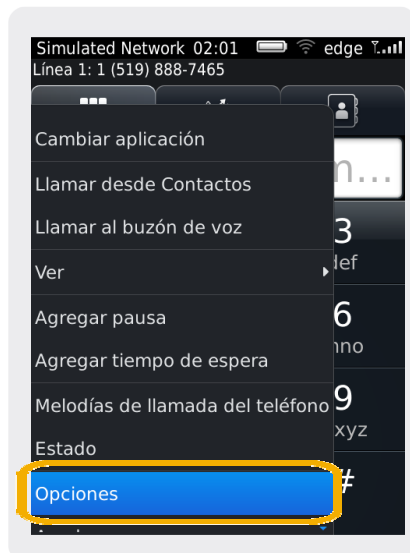 Simulated Network 02:01 edge
Línea 1: 1 (519) 888-7465
Cambiar aplicación
Llamar desde Contactos
Llamar al buzón de voz
3
def
Ver
Agregar pausa
6
mno
Agregar tiempo de espera
Melodías de llamada del teléfono
9
xyz
Estado
Opciones
#